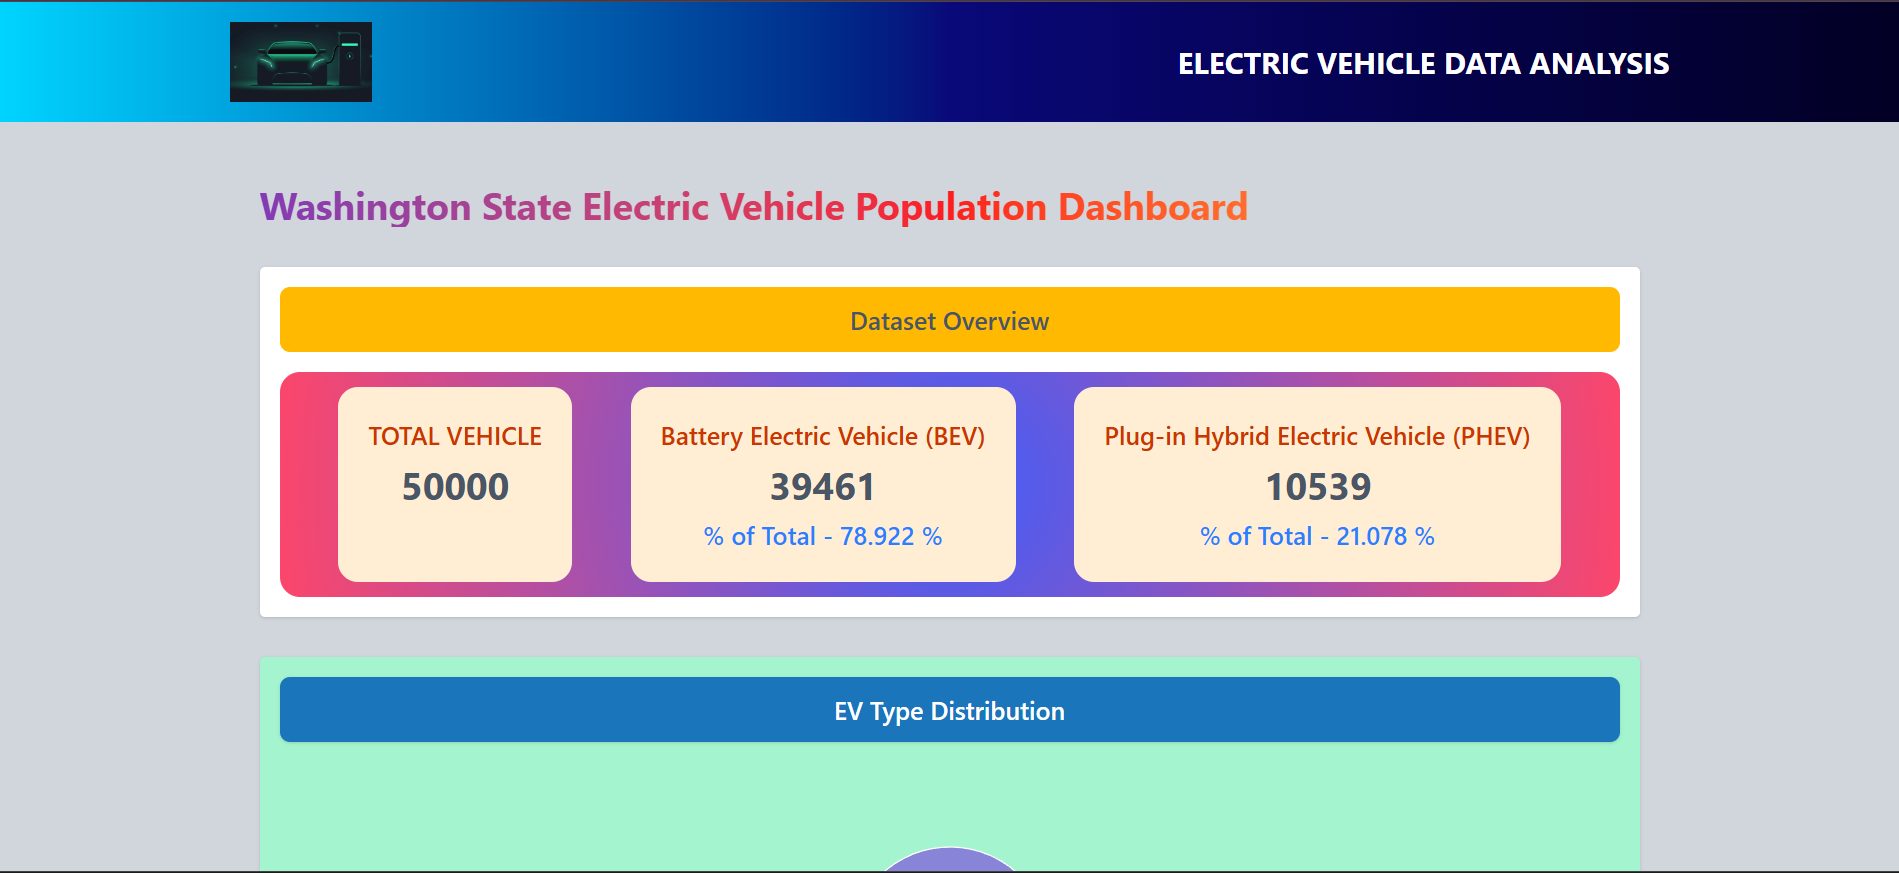 ELECTRIC VEHICLE DATA ANALYSIS
Washington State Electric Vehicle Population Dashboard
Dataset Overview
TOTAL VEHICLE
50000
Battery Electric Vehicle (BEV)
39461
% of Total - 78.922 %
Plug-in Hybrid Electric Vehicle (PHEV)
10539
% of Total - 21.078 %
EV Type Distribution